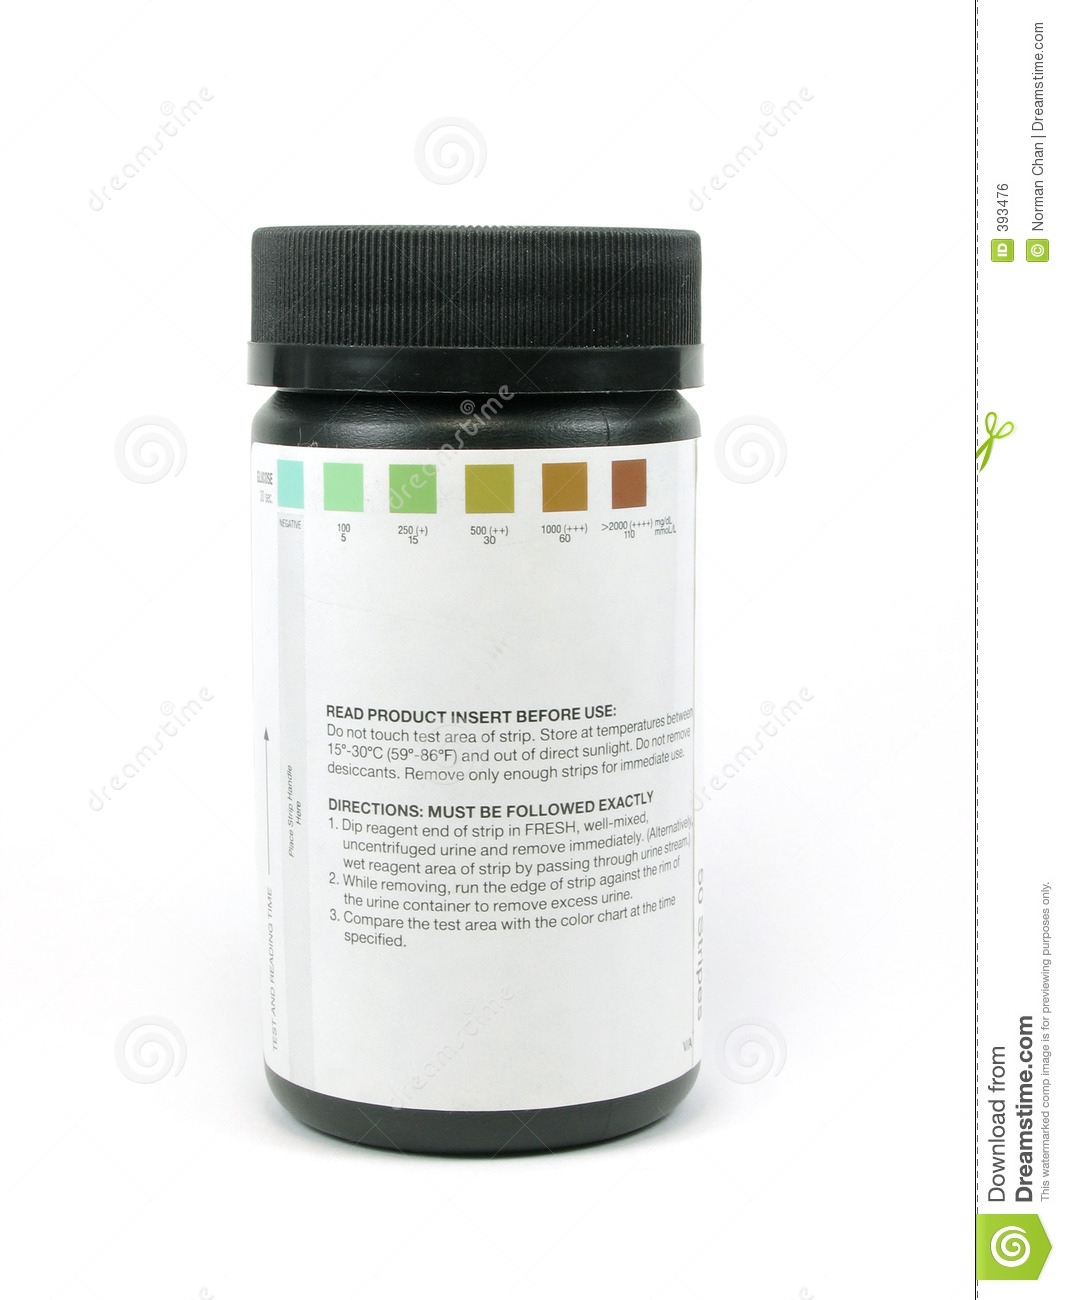 GLUCOSE
30 sec.
NEGATIVE
100
5
250 (+)
15
500 (++)
30
1000 (+++)
60
>2000 (++++)
110
mg/dL
mmol/L
READ PRODUCT INSERT BEFORE USE:
Do not touch test area of strip. Store at temperatures between
15°-30°C (59°-86°F) and out of direct sunlight. Do not remove
desiccants. Remove only enough strips for immediate use.
DIRECTIONS: MUST BE FOLLOWED EXACTLY
1. Dip reagent end of strip in FRESH, well-mixed,
uncentrifuged urine and remove immediately. (Alternatively,
wet reagent area of strip by passing through urine stream.)
2. While removing, run the edge of strip against the rim of
the urine container to remove excess urine.
3. Compare the test area with the color chart at the time
specified.
Place Strip Handle
Here
TEST AND READING TIME
dreamstime
dreamstime
dreamstime
dreamstime
dreamstime
dreamstime
ID 393476
© Norman Chan | Dreamstime.com
Download from
Dreamstime.com
This watermarked comp image is for previewing purposes only.